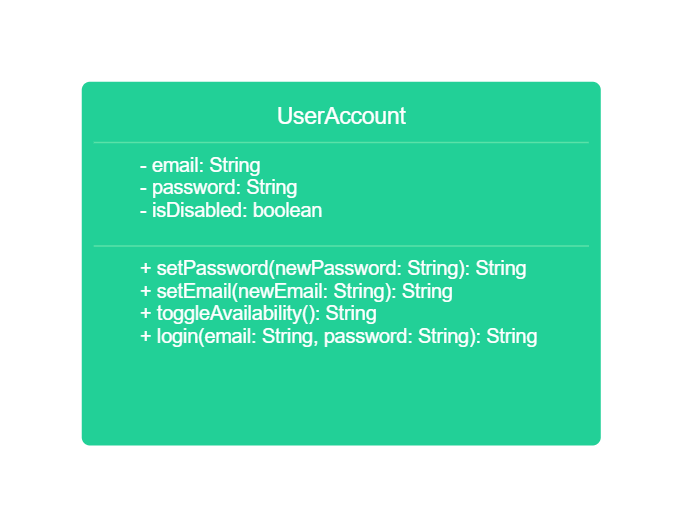 UserAccount
- email: String
- password: String
- isDisabled: boolean
+ setPassword(newPassword: String): String
+ setEmail(newEmail: String): String
+ toggleAvailability(): String
+ login(email: String, password: String): String